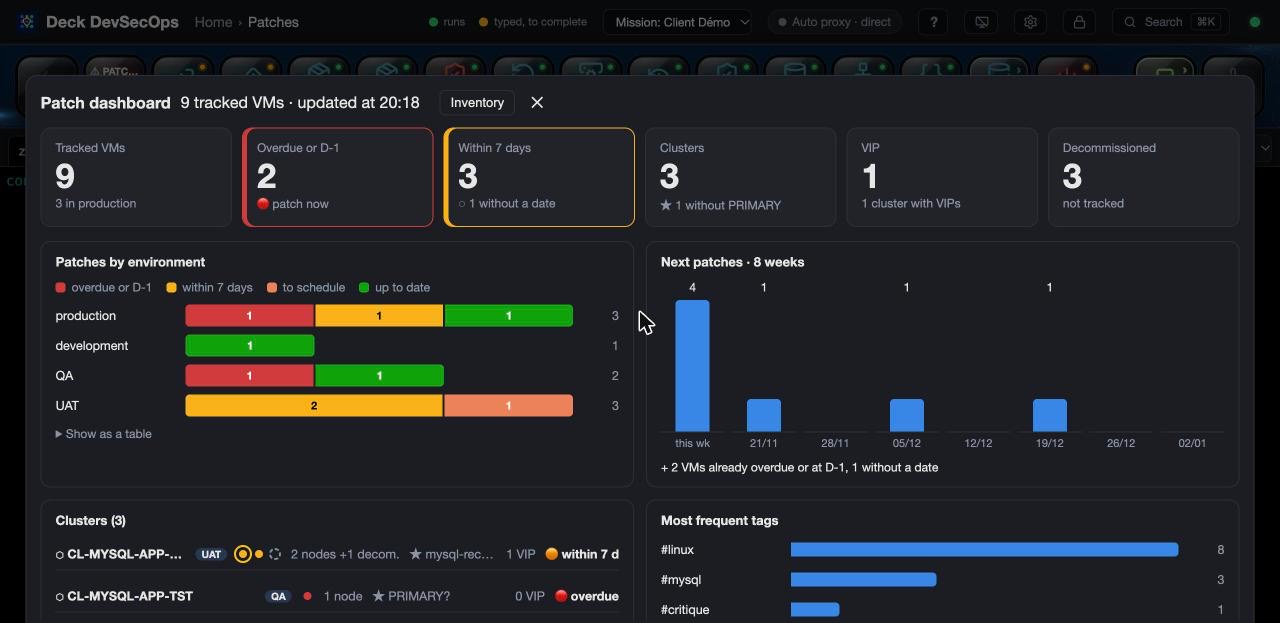 Deck DevSecOps Home › Patches runs typed, to complete Mission: Client Démo Auto proxy · direct ? Search ⌘K
PATC...
Patch dashboard 9 tracked VMs · updated at 20:18 Inventory
Tracked VMs
9
3 in production
Overdue or D-1
2
patch now
Within 7 days
3
1 without a date
Clusters
3
★ 1 without PRIMARY
VIP
1
1 cluster with VIPs
Decommissioned
3
not tracked
Patches by environment
overdue or D-1 within 7 days to schedule up to date
production 1 1 1 3
development 1 1
QA 1 1 2
UAT 2 1 3
Show as a table
Next patches · 8 weeks
4 1 1 1
this wk 21/11 28/11 05/12 12/12 19/12 26/12 02/01
+ 2 VMs already overdue or at D-1, 1 without a date
Clusters (3)
CL-MYSQL-APP-... UAT 2 nodes +1 decom. ★ mysql-rec... 1 VIP within 7 d
CL-MYSQL-APP-TST QA 1 node ★ PRIMARY? 0 VIP overdue
Most frequent tags
#linux 8
#mysql 3
#critique 1